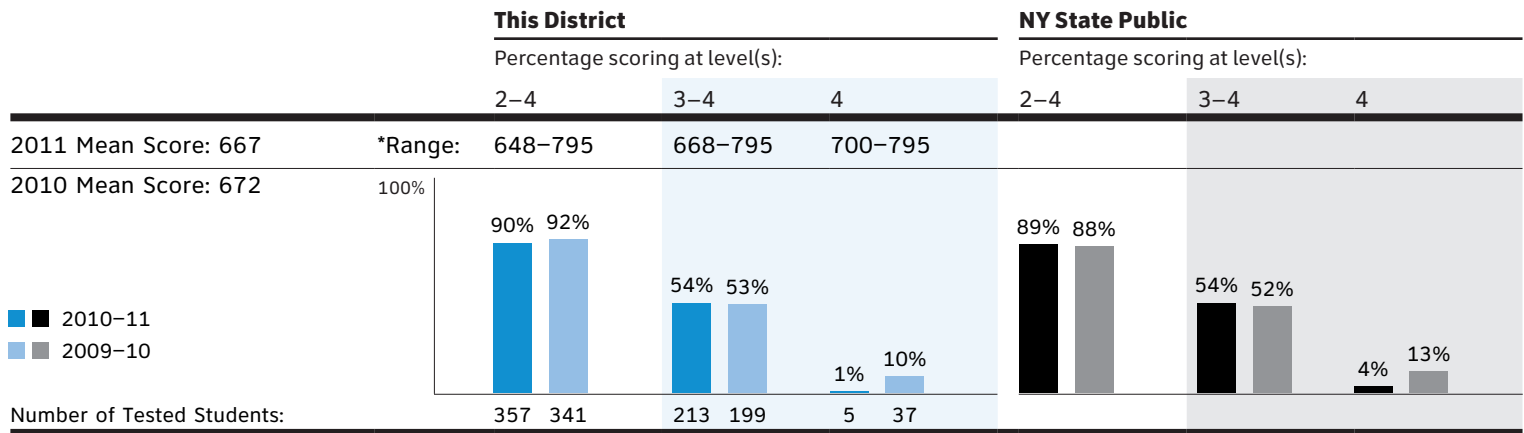 This District NY State Public
Percentage scoring at level(s): Percentage scoring at level(s):
2–4 3–4 4 2–4 3–4 4
2011 Mean Score: 667 *Range: 648–795 668–795 700–795
2010 Mean Score: 672 100%
90% 92% 54% 53% 1% 10% 89% 88% 54% 52% 4% 13%
2010–11
2009–10
Number of Tested Students: 357 341 213 199 5 37